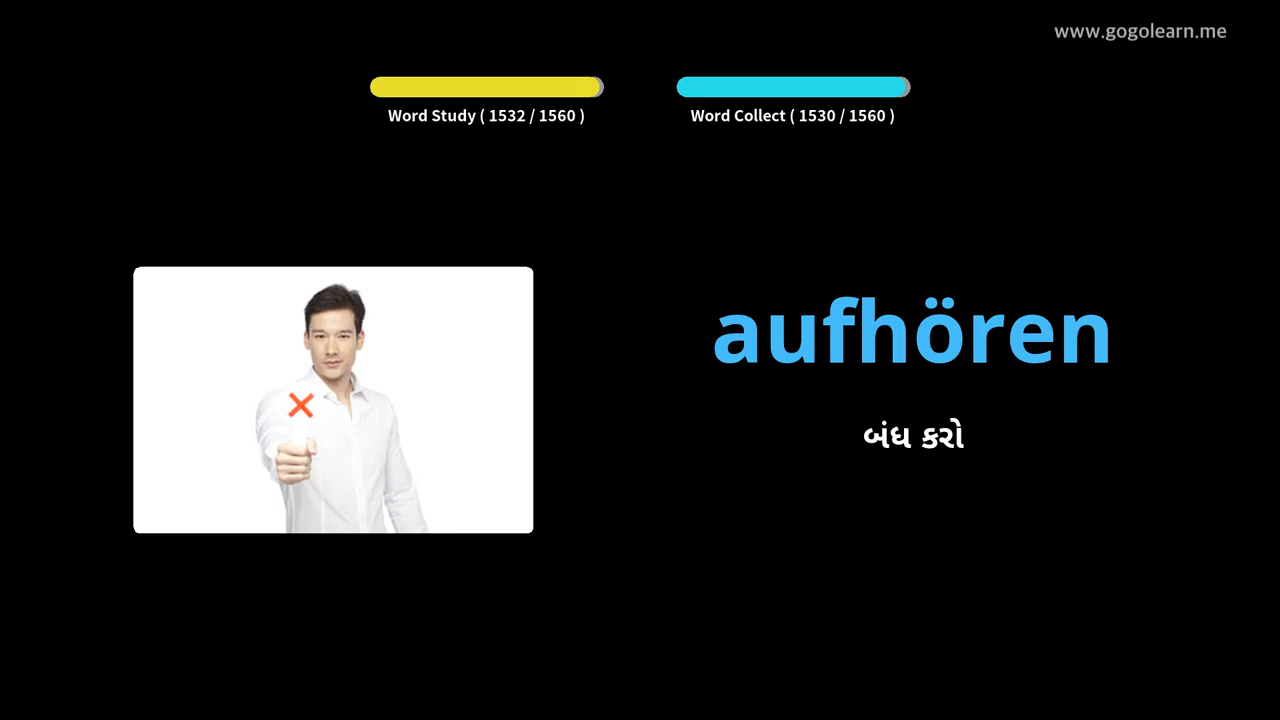 www.gogolearn.me
Word Study ( 1532 / 1560 )
Word Collect ( 1530 / 1560 )
aufhören
બંધ કરો